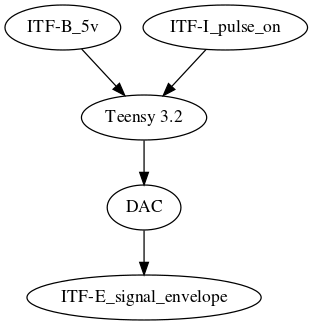 ITF-B_5v
ITF-I_pulse_on
Teensy 3.2
DAC
ITF-E_signal_envelope